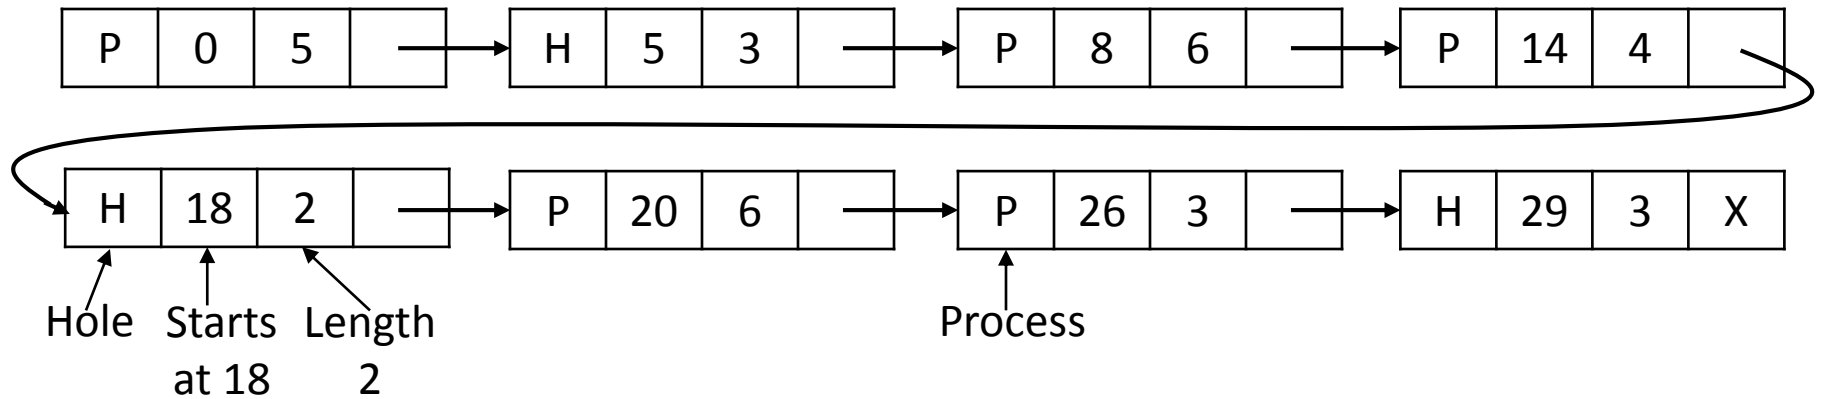 P 0 5 H 5 3 P 8 6 P 14 4
H 18 2 P 20 6 P 26 3 H 29 3 X
Hole Starts Length Process
at 18 2